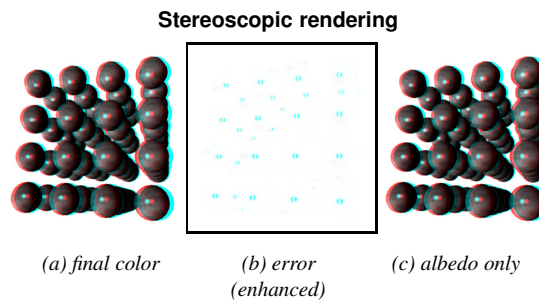 Stereoscopic rendering
(a) final color
(b) error
(enhanced)
(c) albedo only